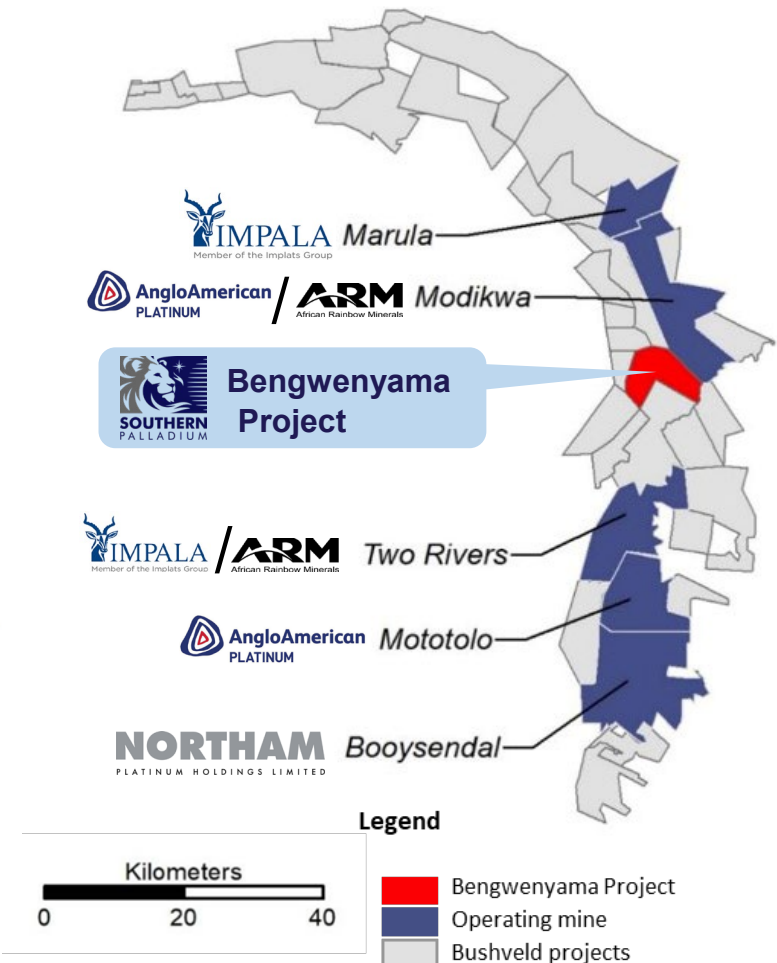 IMPALA
Member of the Implats Group
Marula
AngloAmerican
PLATINUM
/
ARM
African Rainbow Minerals
Modikwa
SOUTHERN
PALLADIUM
Bengwenyama
Project
IMPALA
Member of the Implats Group
/
ARM
African Rainbow Minerals
Two Rivers
AngloAmerican
PLATINUM
Mototolo
NORTHAM
PLATINUM HOLDINGS LIMITED
Booysendal
Legend
Kilometers
0 20 40
Bengwenyama Project
Operating mine
Bushveld projects